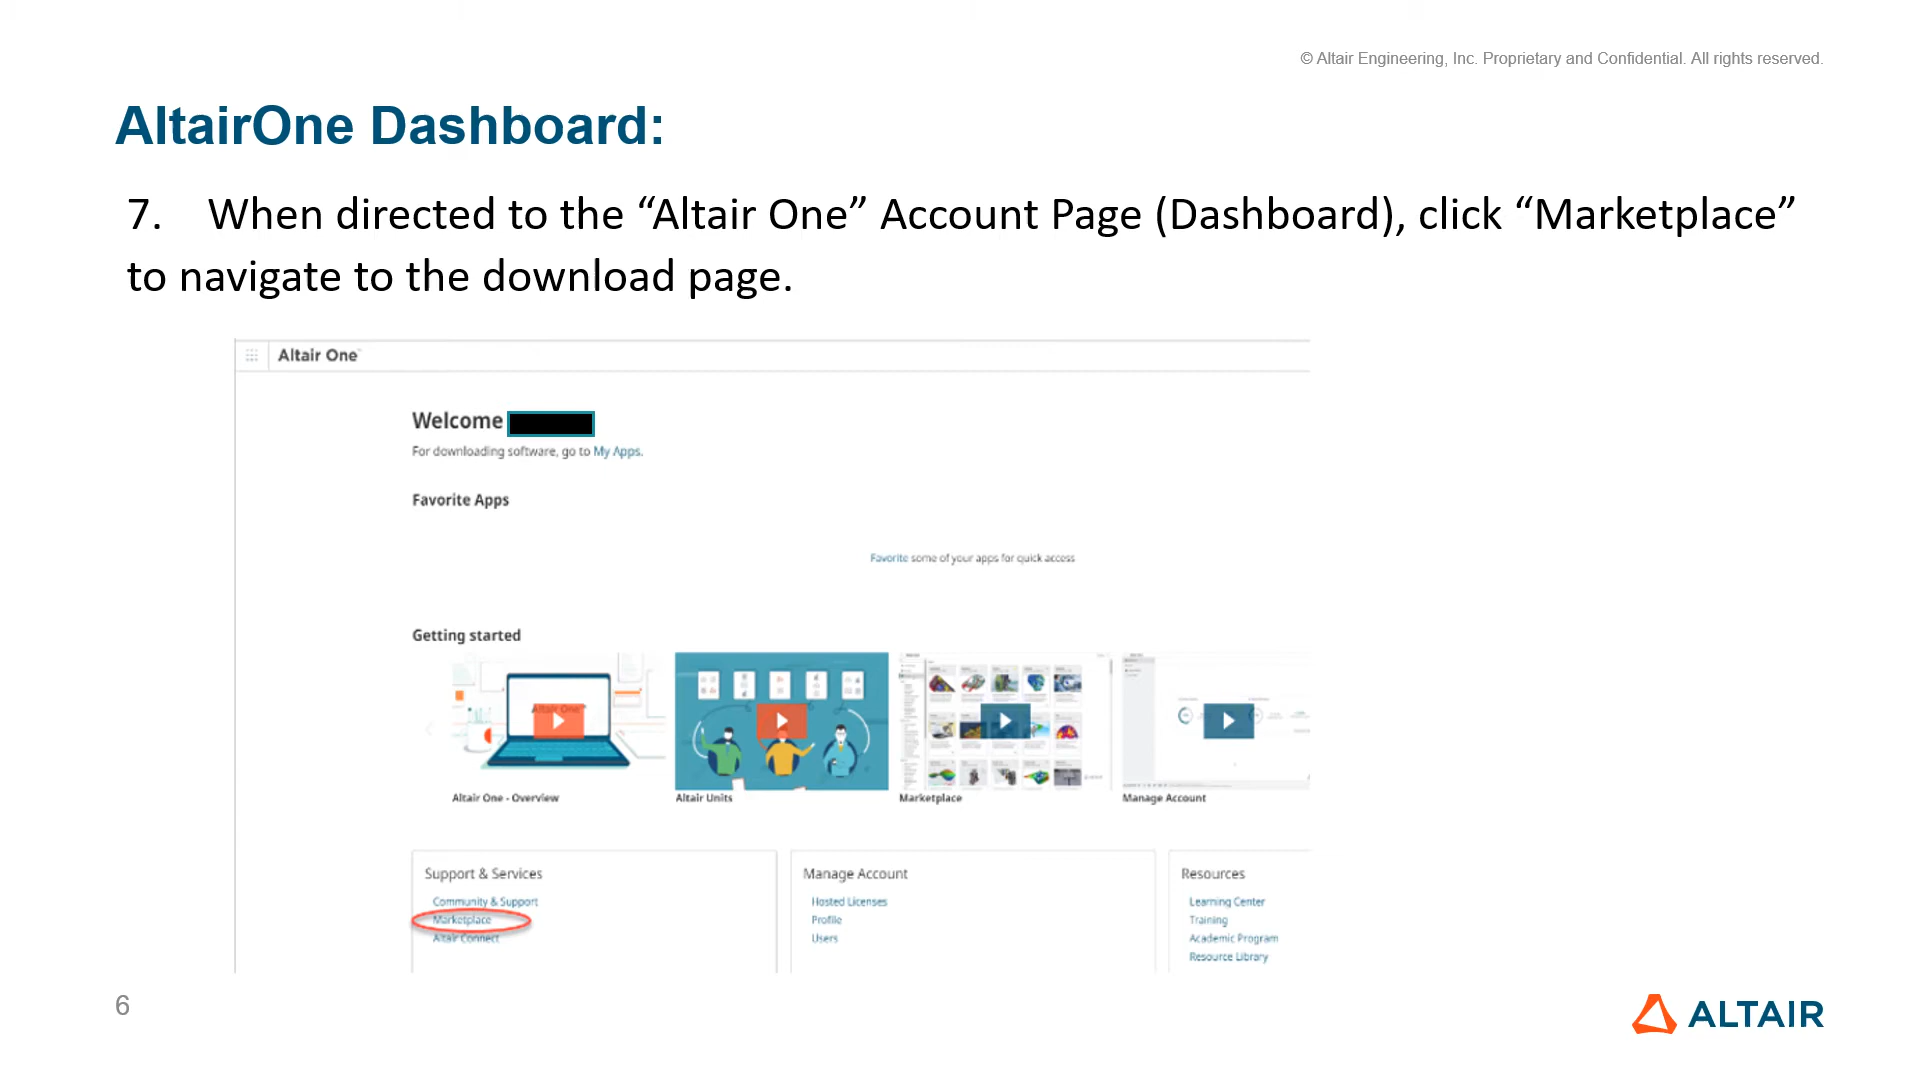 © Altair Engineering, Inc. Proprietary and Confidential. All rights reserved.
AltairOne Dashboard:
7. When directed to the “Altair One” Account Page (Dashboard), click “Marketplace”
to navigate to the download page.
Altair One™
Welcome
For downloading software, go to My Apps.
Favorite Apps
Favorite some of your apps for quick access
Getting started
Altair One™
Altair One - Overview
Altair Units
Marketplace
Manage Account
Support & Services
Community & Support
Marketplace
Altair Connect
Manage Account
Hosted Licenses
Profile
Users
Resources
Learning Center
Training
Academic Program
Resource Library
6
ALTAIR